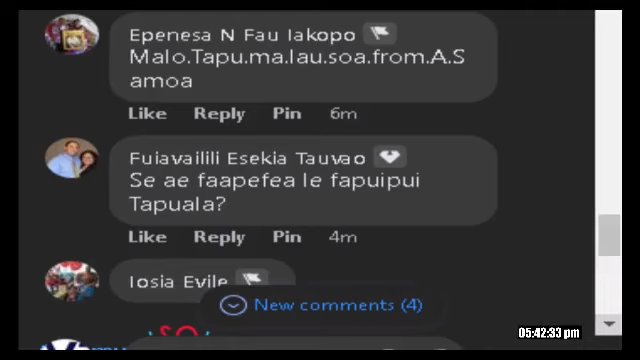 Epenesa N Fau Iakopo
Malo.Tapu.ma.lau.soa.from.A.S
amoa
Like Reply Pin 6m
Fuiavailili Esekia Tauvao
Se ae faapefea le fapuipui
Tapuala?
Like Reply Pin 4m
Iosia Evile
New comments (4)
05:42:33 pm